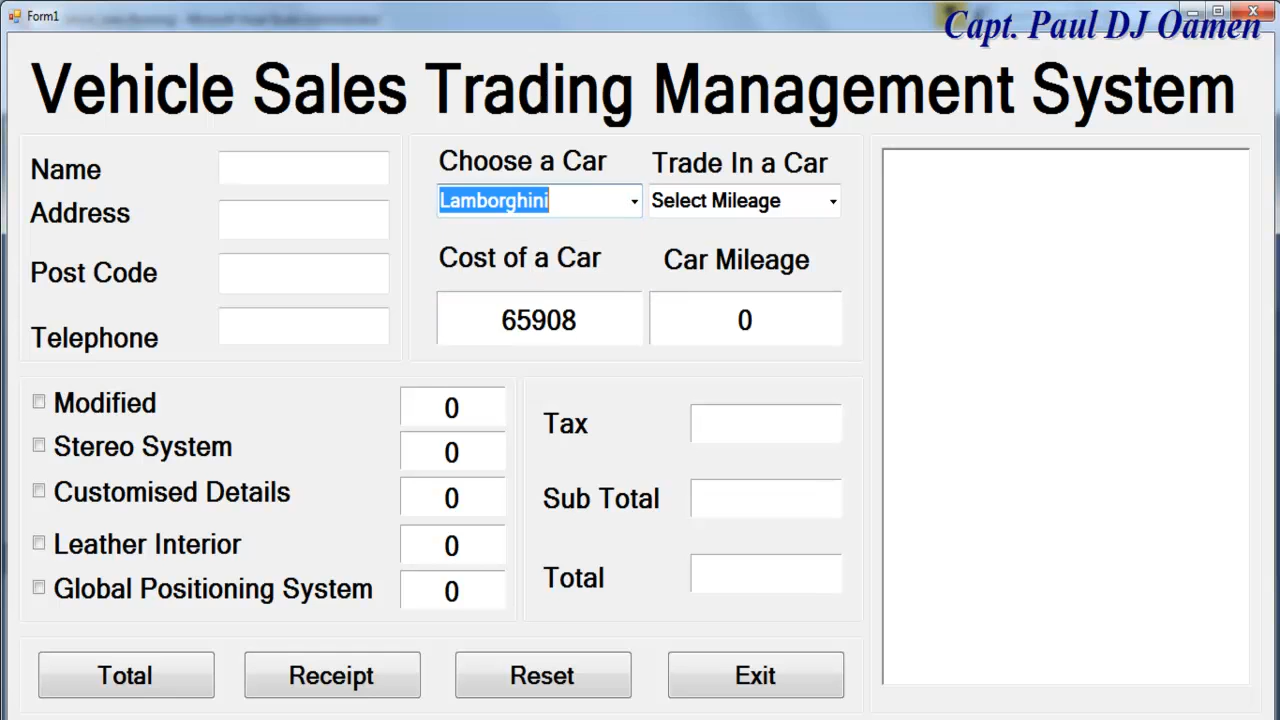 Form1
Capt. Paul DJ Oamen
Vehicle Sales Trading Management System
Name
Address
Post Code
Telephone
Choose a Car
Trade In a Car
Lamborghini
Select Mileage
Cost of a Car
Car Mileage
65908
0
Modified
0
Stereo System
0
Customised Details
0
Leather Interior
0
Global Positioning System
0
Tax
Sub Total
Total
Total
Receipt
Reset
Exit